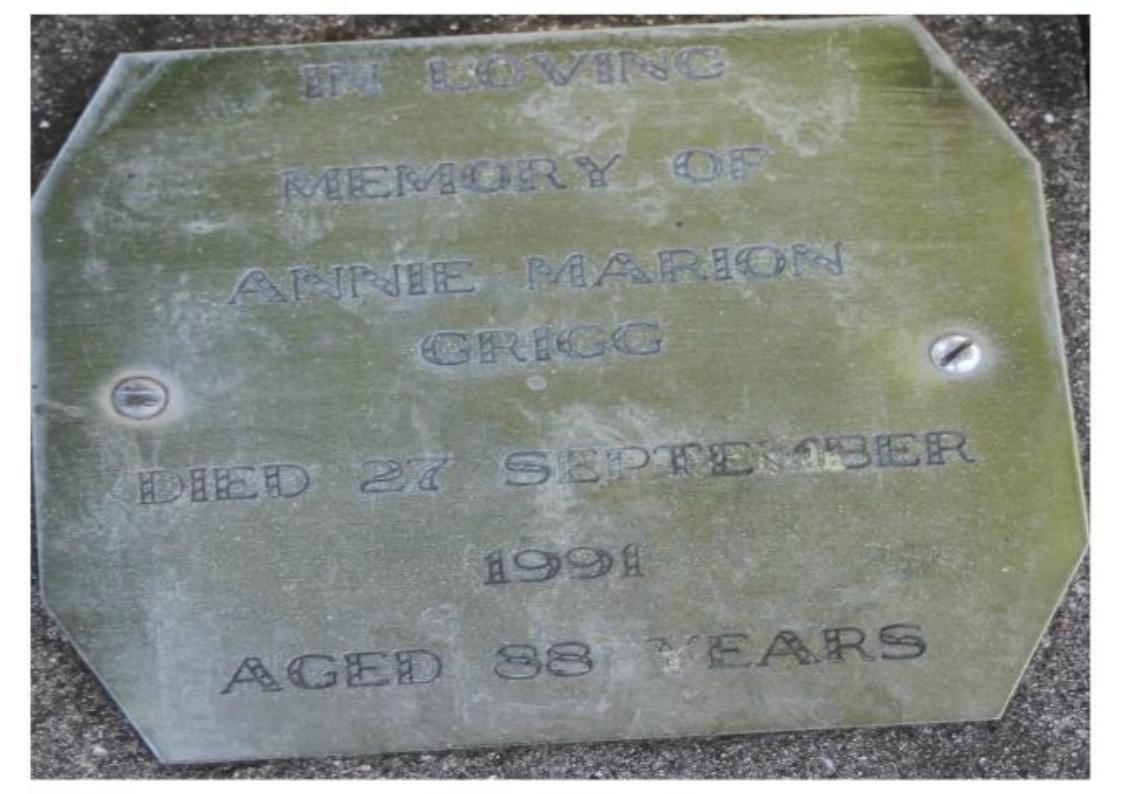 IN LOVING
MEMORY OF
ANNIE MARION
GRIGG
DIED 27 SEPTEMBER
1991
AGED 88 YEARS